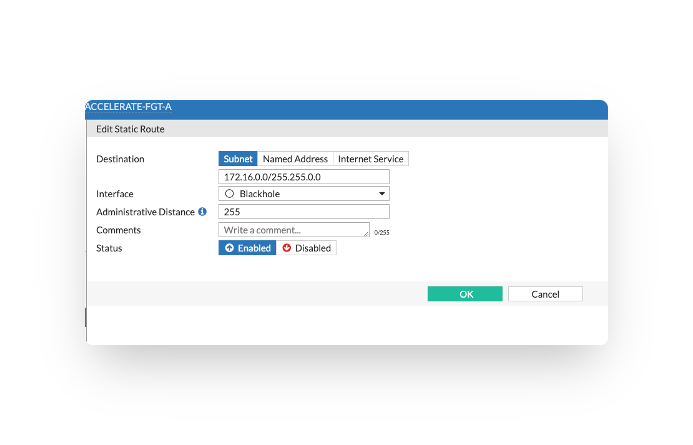 ACCELERATE-FGT-A
Edit Static Route
Destination Subnet Named Address Internet Service
172.16.0.0/255.255.0.0
Interface Blackhole
Administrative Distance 255
Comments Write a comment... 0/255
Status Enabled Disabled
OK Cancel